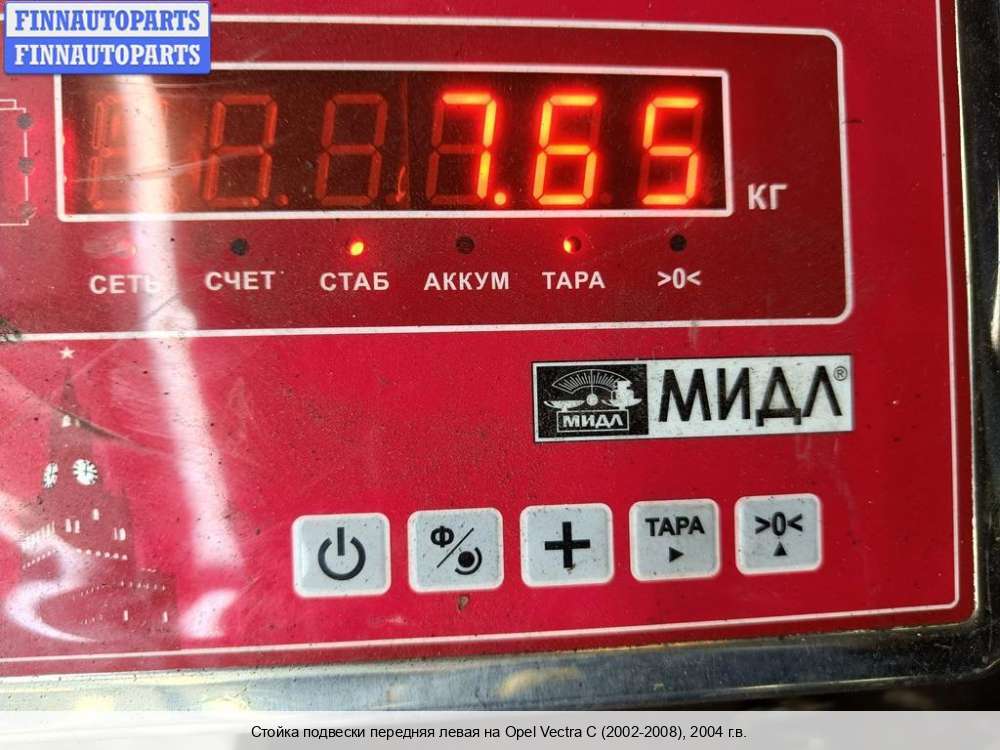 FINNAUTOPARTS
FINNAUTOPARTS
7.65
КГ
СЕТЬ СЧЕТ СТАБ АККУМ ТАРА >0<
МИДЛ МИДЛ®
Ф ТАРА >0<
Стойка подвески передняя левая на Opel Vectra C (2002-2008), 2004 г.в.